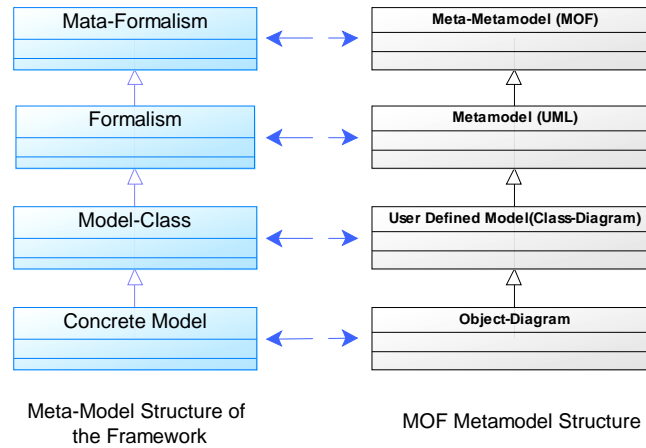 Mata-Formalism
Meta-Metamodel (MOF)
Formalism
Metamodel (UML)
Model-Class
User Defined Model(Class-Diagram)
Concrete Model
Object-Diagram
Meta-Model Structure of
the Framework
MOF Metamodel Structure